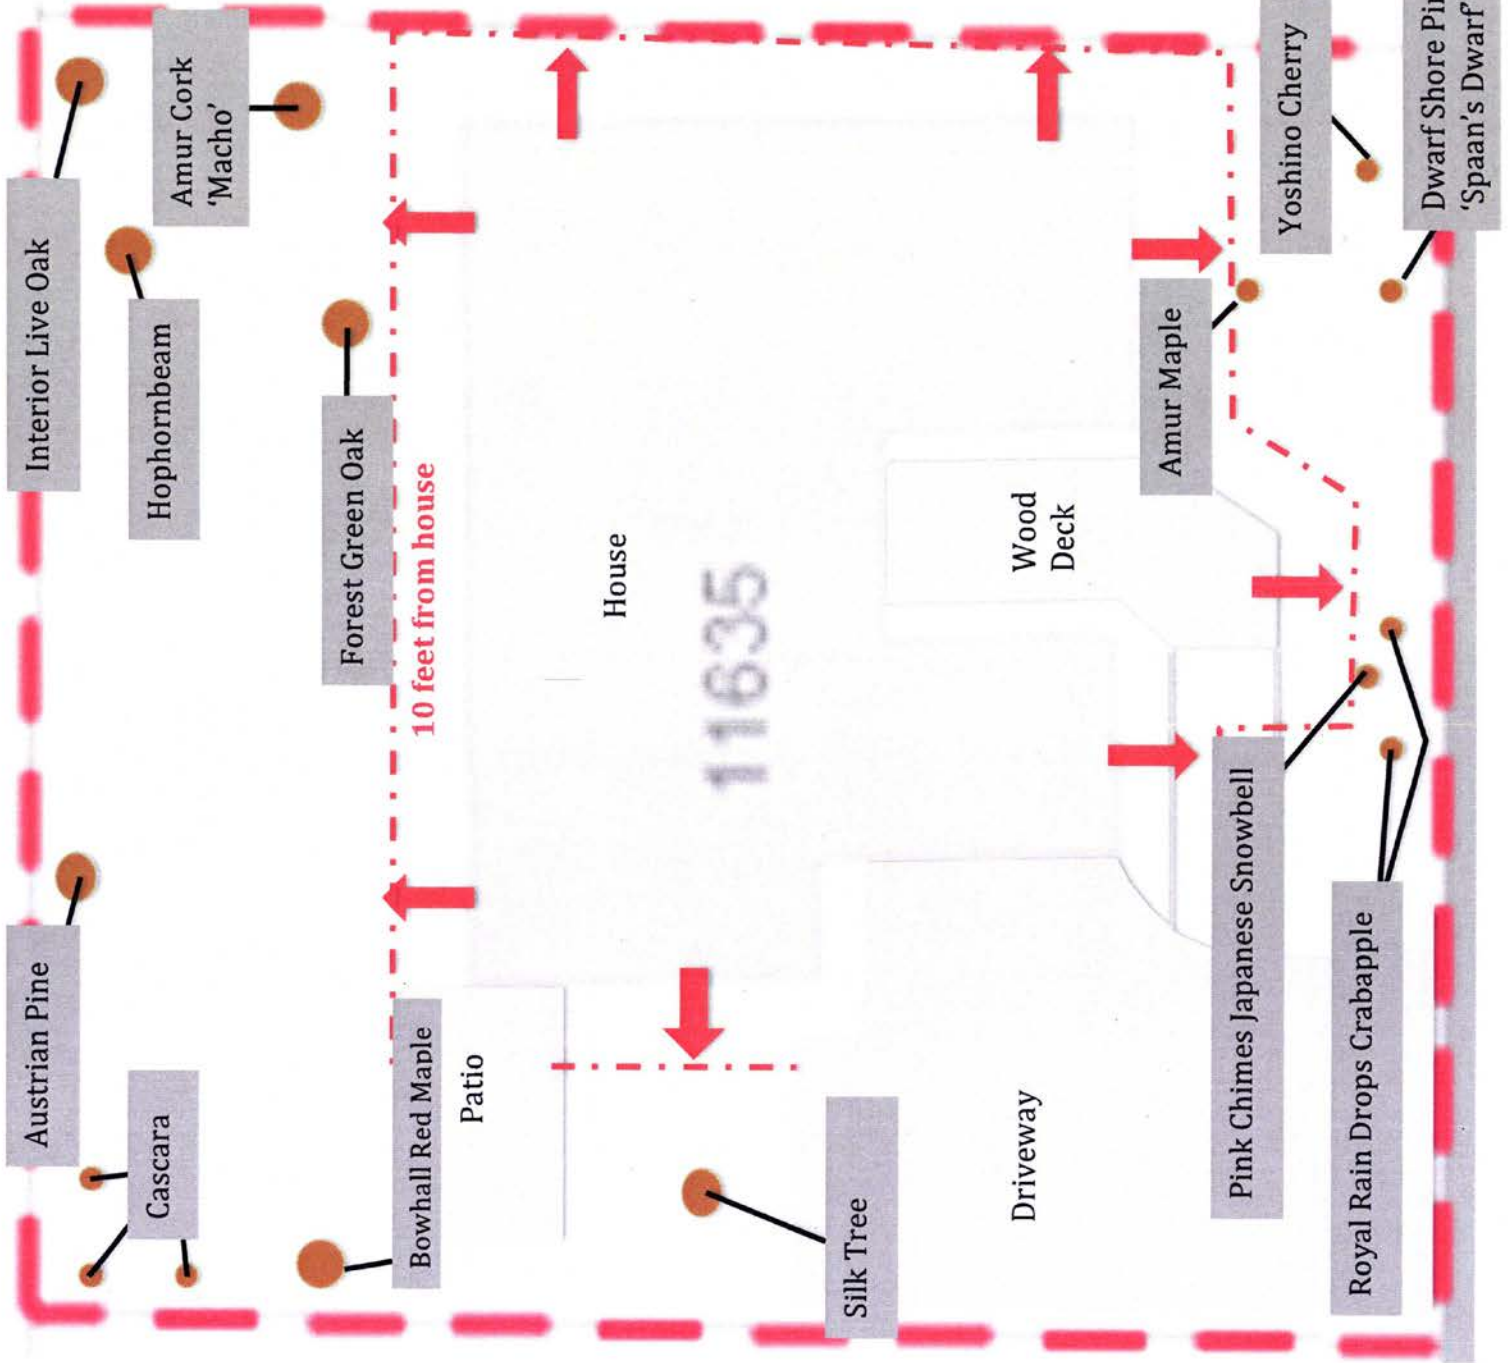 Interior Live Oak
Amur Cork
‘Macho’
Hophornbeam
Forest Green Oak
Austrian Pine
Cascara
Bowhall Red Maple
10 feet from house
House
11635
Patio
Wood
Deck
Silk Tree
Driveway
Amur Maple
Yoshino Cherry
Dwarf Shore
‘Spaan’s Dwarf’
Pink Chimes Japanese Snowbell
Royal Rain Drops Crabapple